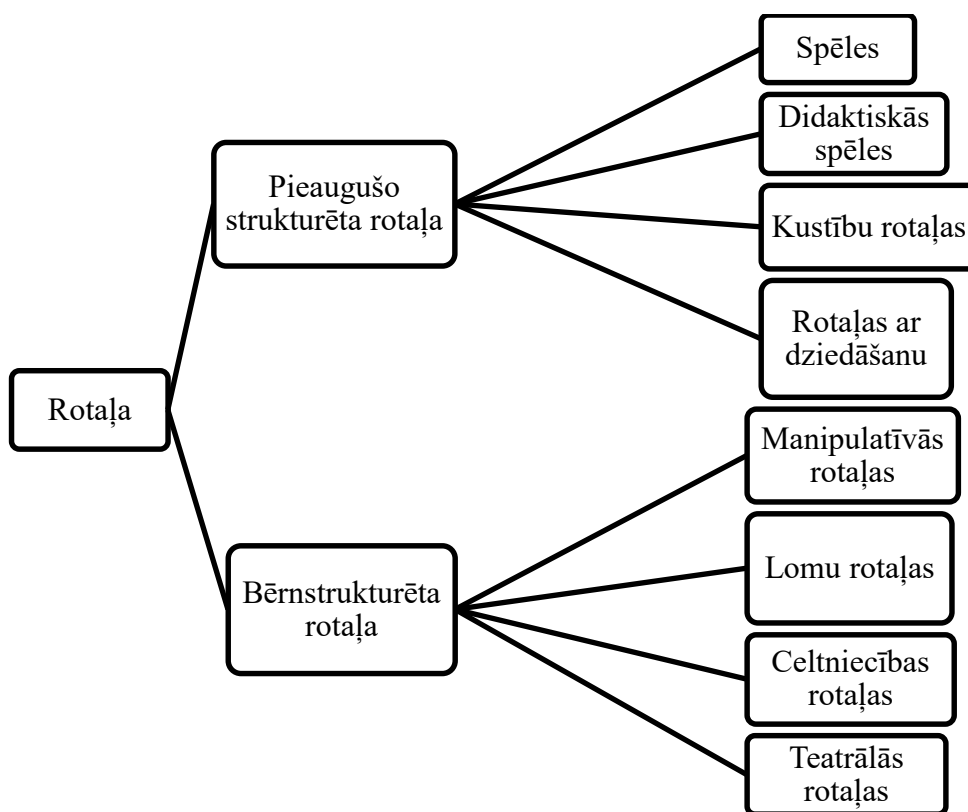 Rotaļa
Pieaugušo
strukturēta rotaļa
Spēles
Didaktiskās
spēles
Kustību rotaļas
Rotaļas ar
dziedāšanu
Bērnstrukturēta
rotaļa
Manipulatīvās
rotaļas
Lomu rotaļas
Celtniecības
rotaļas
Teatrālās
rotaļas